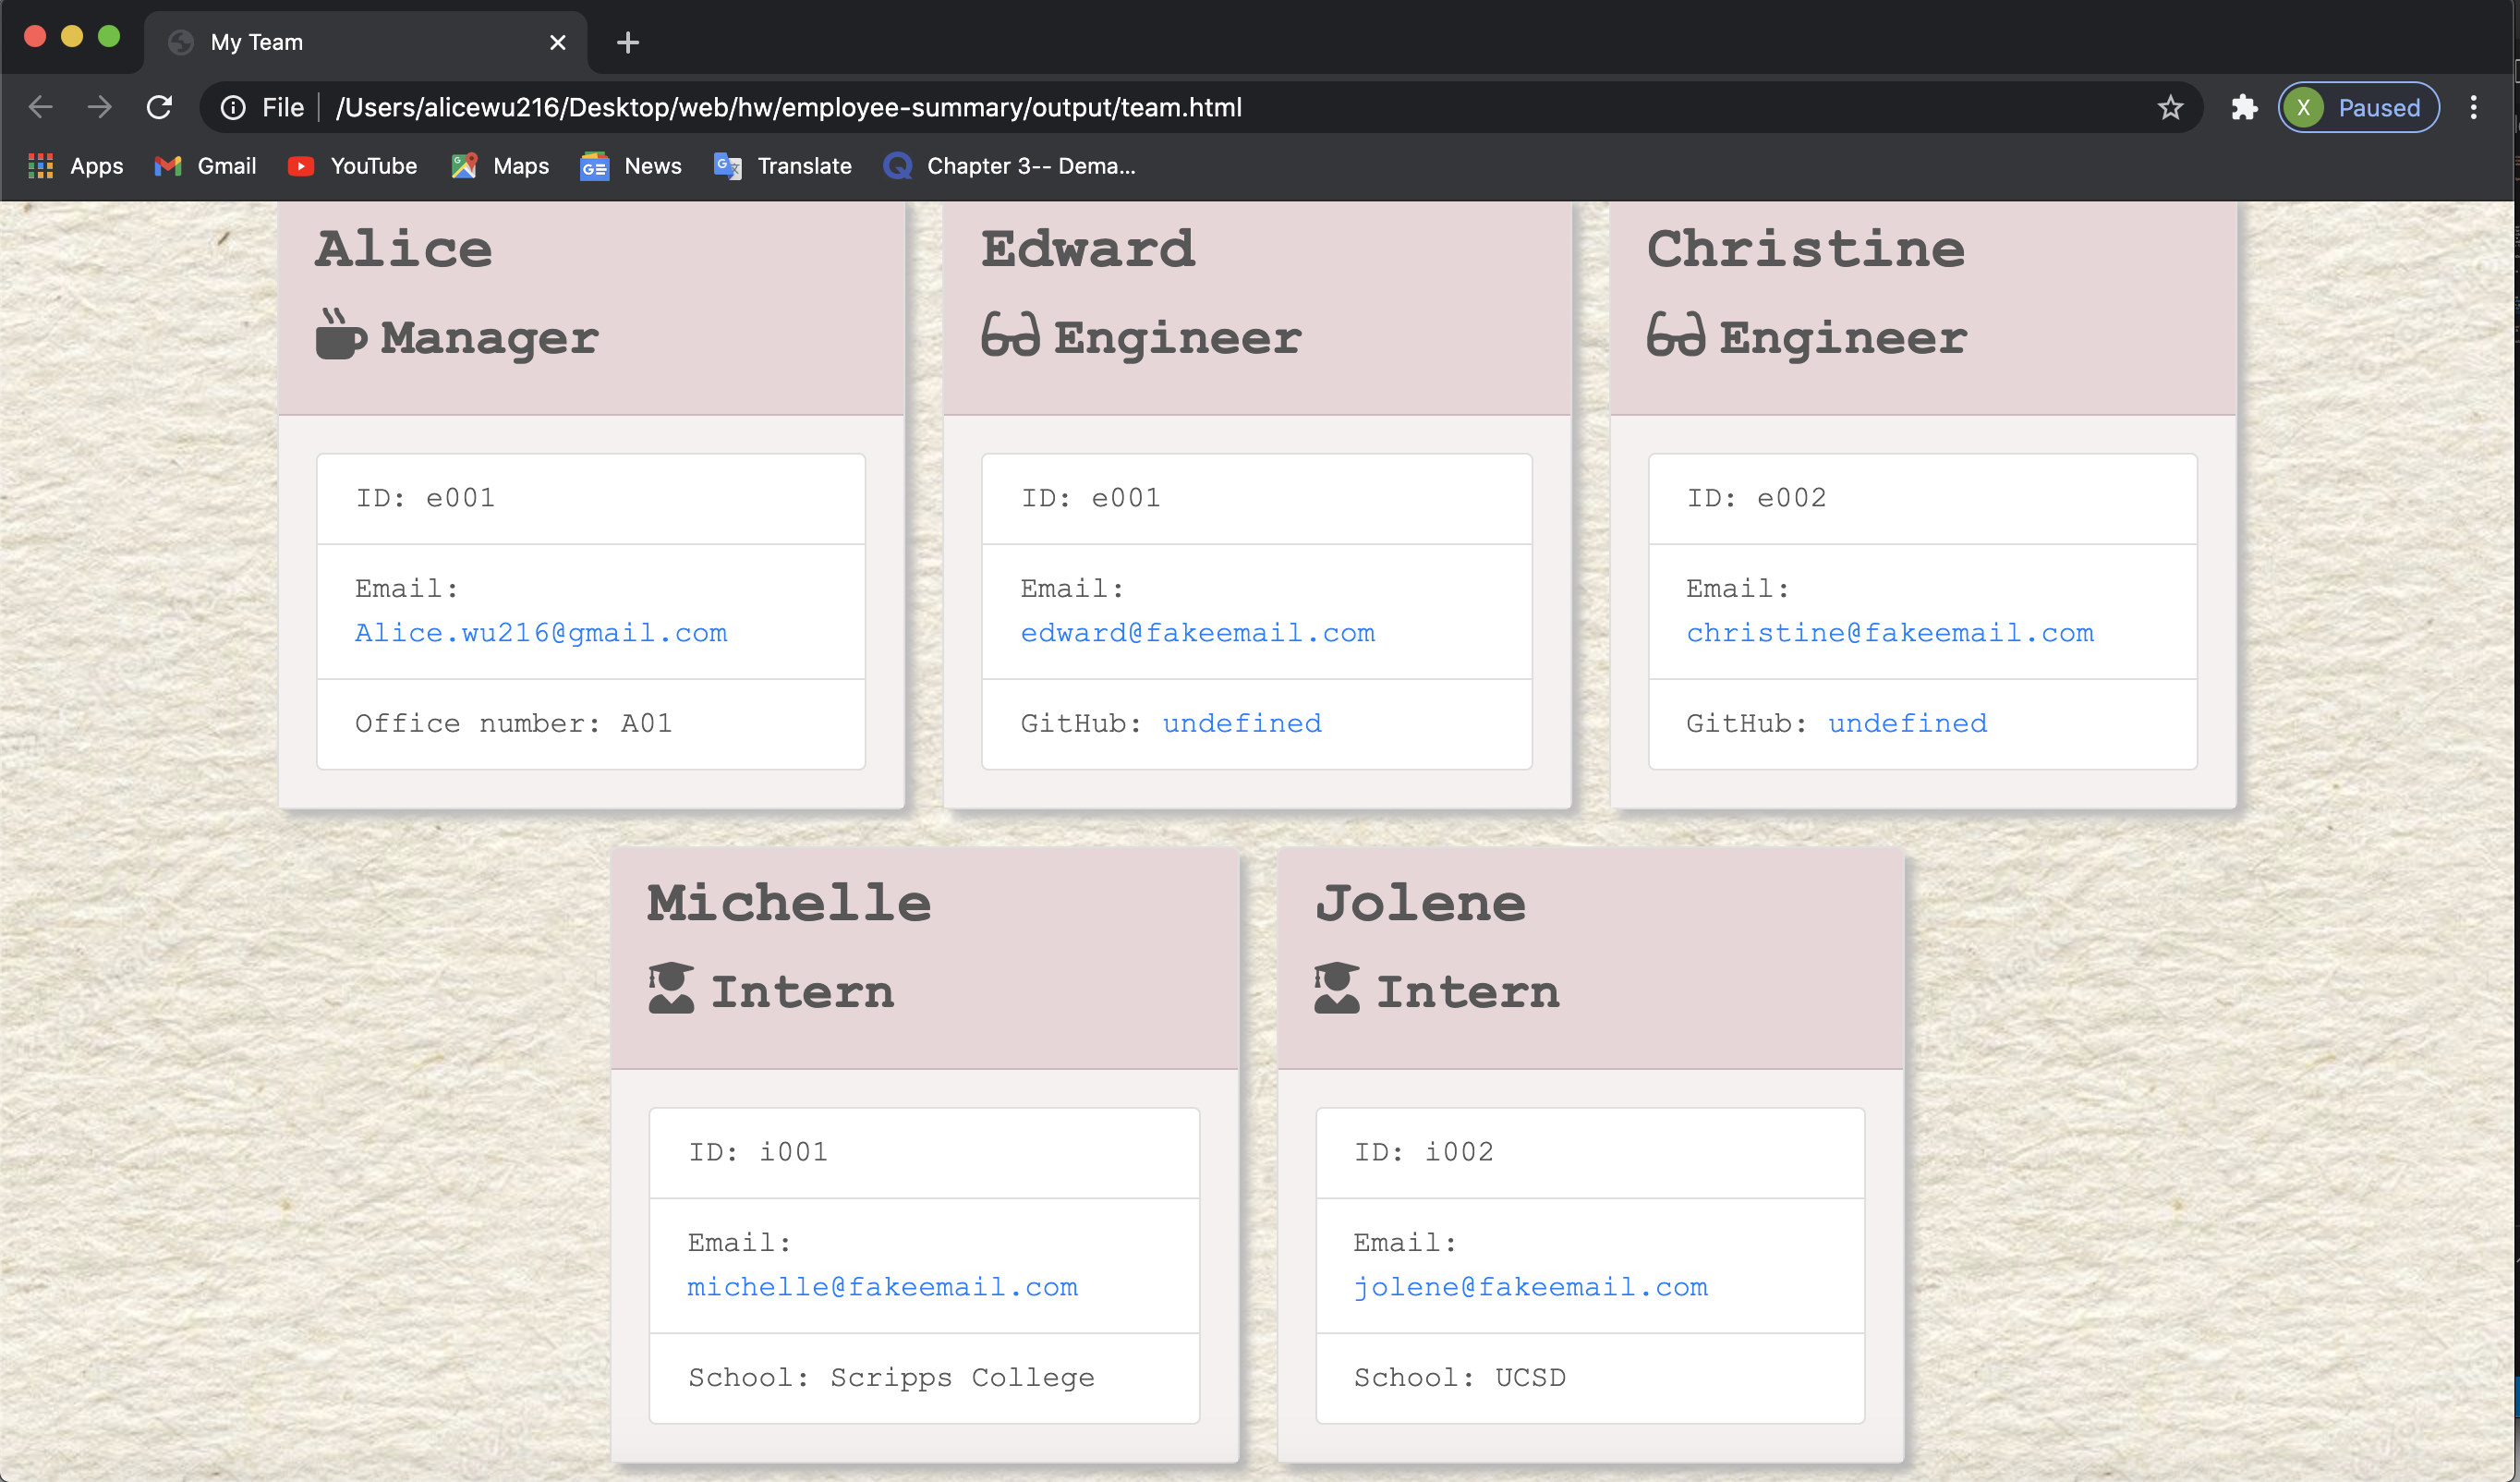 My Team
File /Users/alicewu216/Desktop/web/hw/employee-summary/output/team.html
X Paused
Apps Gmail YouTube Maps News Translate Chapter 3-- Dema...
Alice
Manager
ID: e001
Email:
Alice.wu216@gmail.com
Office number: A01
Edward
Engineer
ID: e001
Email:
edward@fakeemail.com
GitHub: undefined
Christine
Engineer
ID: e002
Email:
christine@fakeemail.com
GitHub: undefined
Michelle
Intern
ID: i001
Email:
michelle@fakeemail.com
School: Scripps College
Jolene
Intern
ID: i002
Email:
jolene@fakeemail.com
School: UCSD